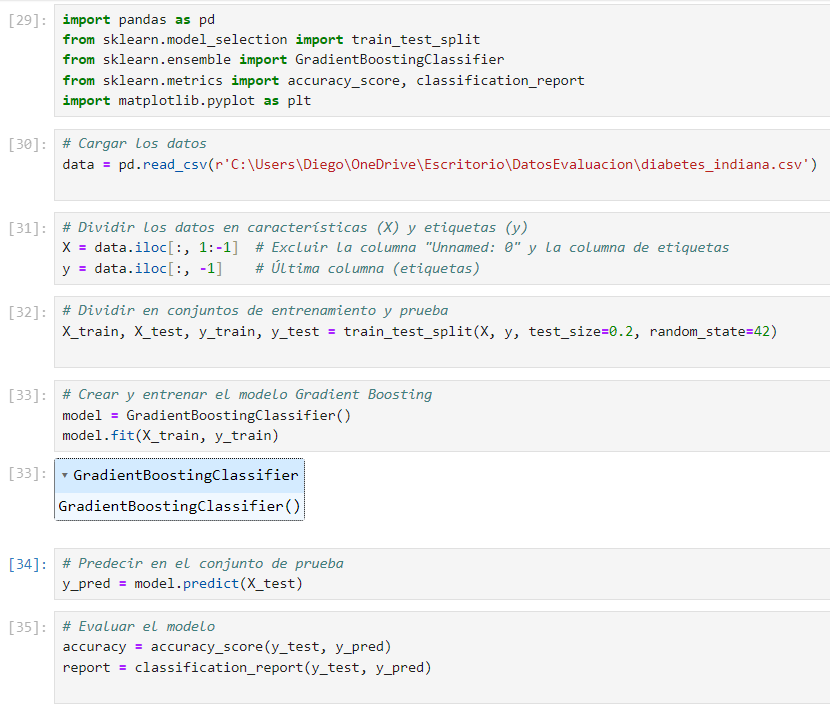 [29]: import pandas as pd
from sklearn.model_selection import train_test_split
from sklearn.ensemble import GradientBoostingClassifier
from sklearn.metrics import accuracy_score, classification_report
import matplotlib.pyplot as plt
[30]: # Cargar los datos
data = pd.read_csv(r'C:\Users\Diego\OneDrive\Escritorio\DatosEvaluacion\diabetes_indiana.csv')
[31]: # Dividir los datos en características (X) y etiquetas (y)
X = data.iloc[:, 1:-1]  # Excluir la columna "Unnamed: 0" y la columna de etiquetas
y = data.iloc[:, -1]    # Última columna (etiquetas)
[32]: # Dividir en conjuntos de entrenamiento y prueba
X_train, X_test, y_train, y_test = train_test_split(X, y, test_size=0.2, random_state=42)
[33]: # Crear y entrenar el modelo Gradient Boosting
model = GradientBoostingClassifier()
model.fit(X_train, y_train)
[33]: ▾ GradientBoostingClassifier
GradientBoostingClassifier()
[34]: # Predecir en el conjunto de prueba
y_pred = model.predict(X_test)
[35]: # Evaluar el modelo
accuracy = accuracy_score(y_test, y_pred)
report = classification_report(y_test, y_pred)